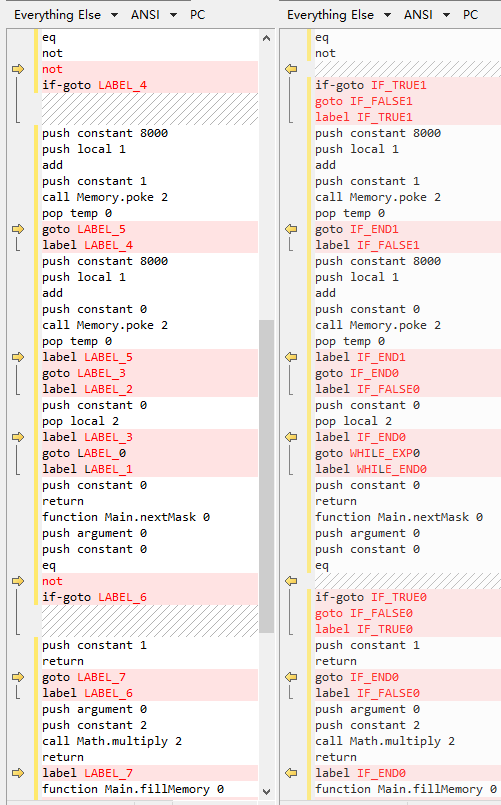 Everything Else ANSI PC
eq
not
not
if-goto LABEL_4
push constant 8000
push local 1
add
push constant 1
call Memory.poke 2
pop temp 0
goto LABEL_5
label LABEL_4
push constant 8000
push local 1
add
push constant 0
call Memory.poke 2
pop temp 0
label LABEL_5
goto LABEL_3
label LABEL_2
push constant 0
pop local 2
label LABEL_3
goto LABEL_0
label LABEL_1
push constant 0
return
function Main.nextMask 0
push argument 0
push constant 0
eq
not
if-goto LABEL_6
push constant 1
return
goto LABEL_7
label LABEL_6
push argument 0
push constant 2
call Math.multiply 2
return
label LABEL_7
function Main.fillMemory 0
Everything Else ANSI PC
eq
not
if-goto IF_TRUE1
goto IF_FALSE1
label IF_TRUE1
push constant 8000
push local 1
add
push constant 1
call Memory.poke 2
pop temp 0
goto IF_END1
label IF_FALSE1
push constant 8000
push local 1
add
push constant 0
call Memory.poke 2
pop temp 0
label IF_END1
goto IF_END0
label IF_FALSE0
push constant 0
pop local 2
label IF_END0
goto WHILE_EXP0
label WHILE_END0
push constant 0
return
function Main.nextMask 0
push argument 0
push constant 0
eq
if-goto IF_TRUE0
goto IF_FALSE0
label IF_TRUE0
push constant 1
return
goto IF_END0
label IF_FALSE0
push argument 0
push constant 2
call Math.multiply 2
return
label IF_END0
function Main.fillMemory 0